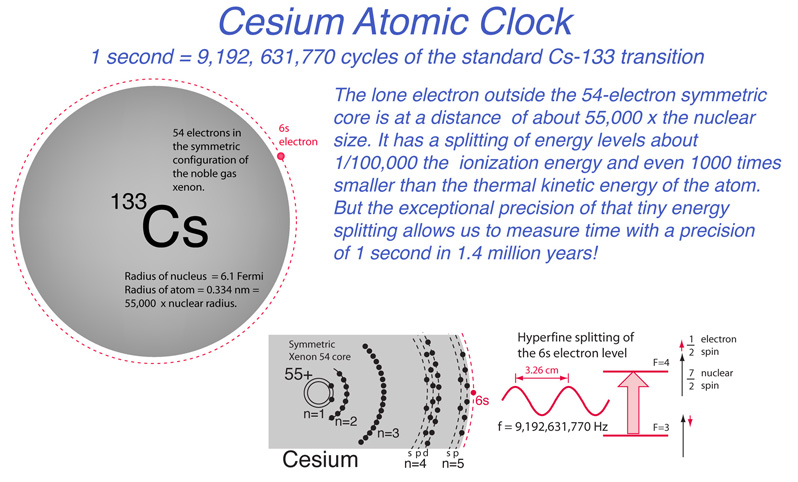 Cesium Atomic Clock
1 second = 9,192, 631,770 cycles of the standard Cs-133 transition
54 electrons in
the symmetric
configuration of
the noble gas
xenon.
6s
electron
133Cs
Radius of nucleus = 6.1 Fermi
Radius of atom = 0.334 nm =
55,000 x nuclear radius.
The lone electron outside the 54-electron symmetric
core is at a distance of about 55,000 x the nuclear
size. It has a splitting of energy levels about
1/100,000 the ionization energy and even 1000 times
smaller than the thermal kinetic energy of the atom.
But the exceptional precision of that tiny energy
splitting allows us to measure time with a precision
of 1 second in 1.4 million years!
Symmetric
Xenon 54 core
55+
n=1
n=2
n=3
s p d
n=4
s p
n=5
6s
Cesium
Hyperfine splitting of
the 6s electron level
3.26 cm
f = 9,192,631,770 Hz
F=4
F=3
1/2 electron spin
7/2 nuclear spin